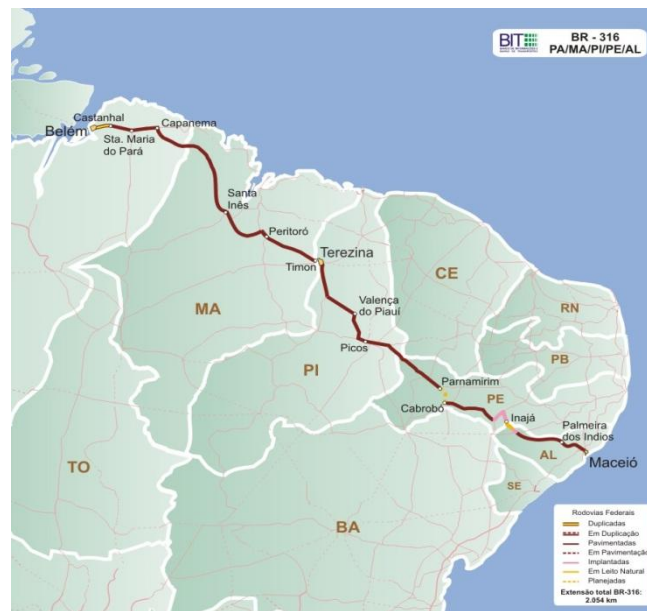 BIT
BR - 316
PA/MA/PI/PE/AL
Castanhal
Belém
Capanema
Sta. Maria
do Pará
Santa
Inês
Peritoró
Terezina
Timon
CE
RN
MA
Valença
do Piauí
PB
Picos
PI
Parnamirim
PE
Cabrobó
Inajá
Palmeira
dos Indios
AL
Maceió
TO
SE
BA
Rodovias Federais
Duplicadas
Em Duplicação
Pavimentadas
Em Pavimentação
Implantadas
Em Leito Natural
Planejadas
Extensão total BR-316:
2.054 km